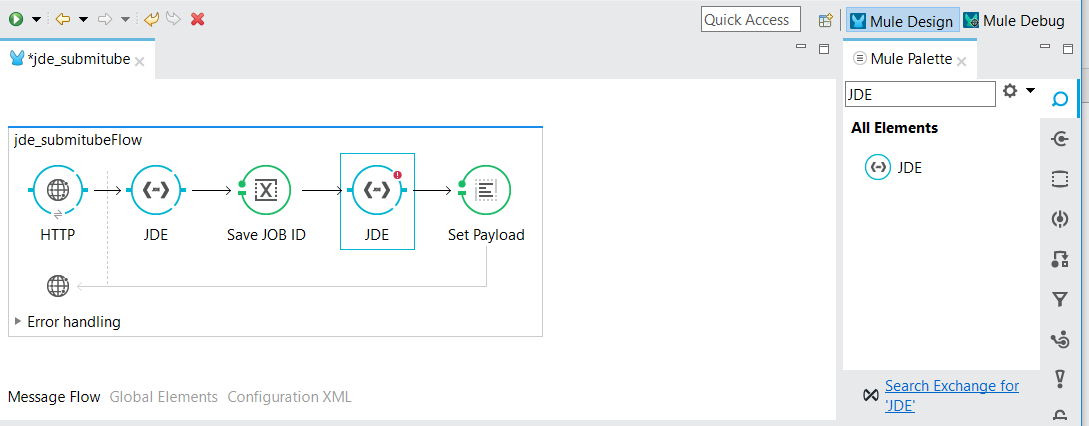 Quick Access
Mule Design
Mule Debug
*jde_submitube
Mule Palette
JDE
All Elements
JDE
jde_submitubeFlow
HTTP
JDE
Save JOB ID
JDE
Set Payload
Error handling
Message Flow
Global Elements
Configuration XML
Search Exchange for
'JDE'